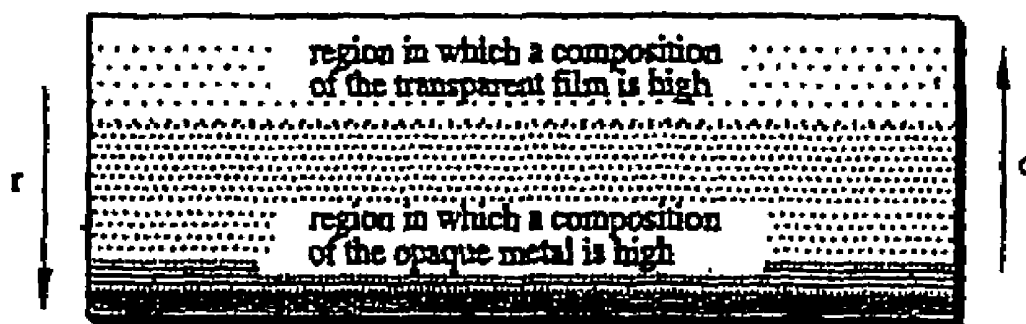 region in which a composition
of the transparent film is high
r
region in which a composition
of the opaque metal is high